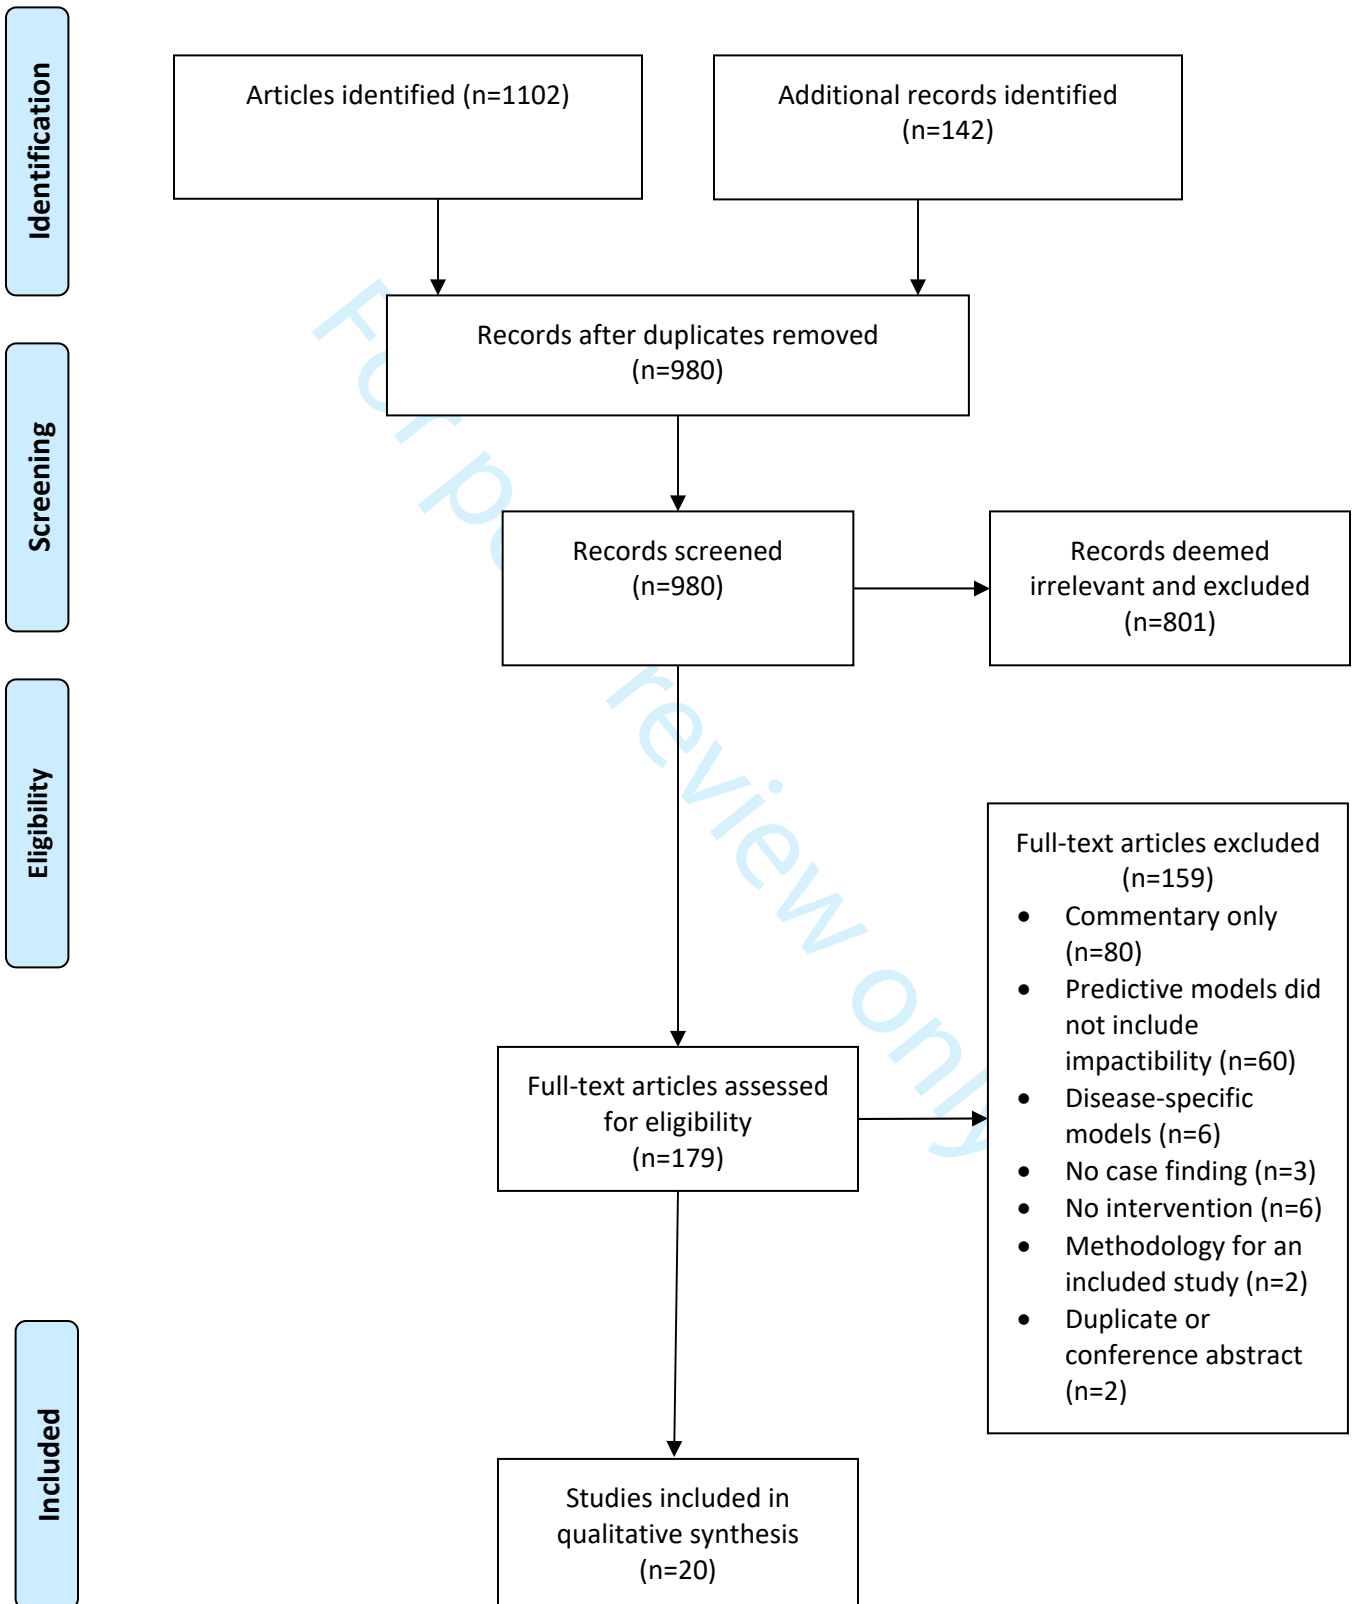 Identification
Articles identified (n=1102)
Additional records identified
(n=142)
Records after duplicates removed
(n=980)
Screening
Records screened
(n=980)
Records deemed
irrelevant and excluded
(n=801)
Eligibility
Full-text articles assessed
for eligibility
(n=179)
Full-text articles excluded
(n=159)
• Commentary only
(n=80)
• Predictive models did
not include
impactibility (n=60)
• Disease-specific
models (n=6)
• No case finding (n=3)
• No intervention (n=6)
• Methodology for an
included study (n=2)
• Duplicate or
conference abstract
(n=2)
Included
Studies included in
qualitative synthesis
(n=20)
For peer review only